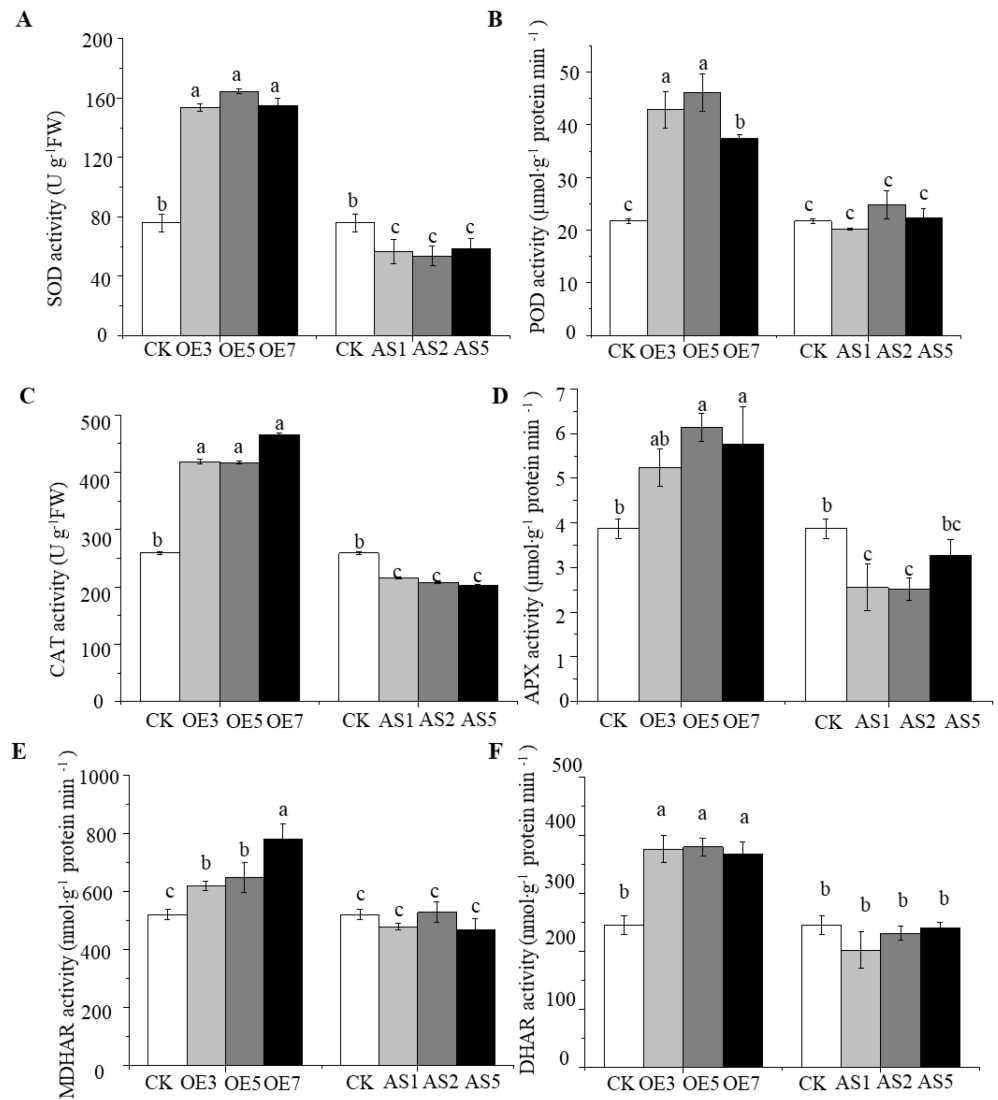 A
SOD activity (U g-1FW)
200
160
120
80
40
0
b a a a b c c c
CK OE3 OE5 OE7 CK AS1 AS2 AS5
B
POD activity (μmol·g-1 protein min -1 )
50
40
30
20
10
0
c a a b c c c c
CK OE3 OE5 OE7 CK AS1 AS2 AS5
C
CAT activity (U g-1FW)
500
400
300
200
100
0
b a a a b c c c
CK OE3 OE5 OE7 CK AS1 AS2 AS5
D
APX activity (μmol·g-1 protein min -1 )
7
6
5
4
3
2
1
0
b ab a a b c c bc
CK OE3 OE5 OE7 CK AS1 AS2 AS5
E
MDHAR activity (nmol·g-1 protein min -1 )
1000
800
600
400
200
0
c b b a c c c c
CK OE3 OE5 OE7 CK AS1 AS2 AS5
F
DHAR activity (nmol·g-1 protein min -1 )
500
400
300
200
100
0
b a a a b b b b
CK OE3 OE5 OE7 CK AS1 AS2 AS5